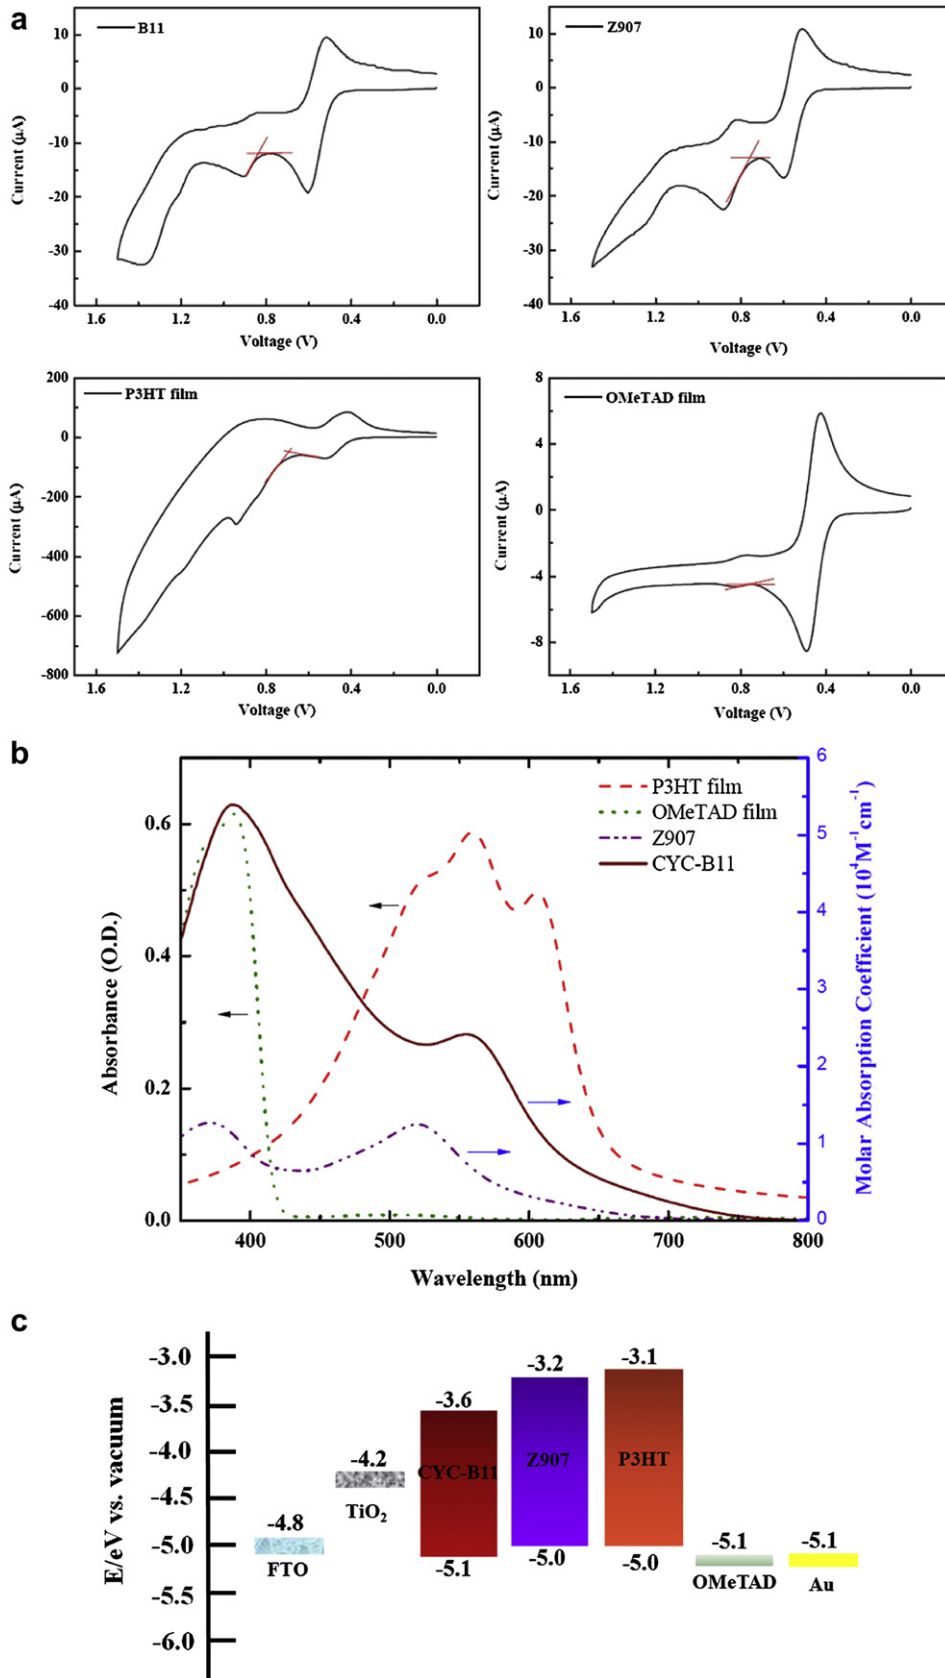 a
B11
10
0
-10
-20
-30
-40
Current (μA)
1.6 1.2 0.8 0.4 0.0
Voltage (V)
Z907
10
0
-10
-20
-30
-40
Current (μA)
1.6 1.2 0.8 0.4 0.0
Voltage (V)
P3HT film
200
0
-200
-400
-600
-800
Current (μA)
1.6 1.2 0.8 0.4 0.0
Voltage (V)
OMeTAD film
8
4
0
-4
-8
Current (μA)
1.6 1.2 0.8 0.4 0.0
Voltage (V)
b
P3HT film
OMeTAD film
Z907
CYC-B11
0.6
0.4
0.2
0.0
Absorbance (O.D.)
6
5
4
3
2
1
0
Molar Absorption Coefficient (10⁴M⁻¹cm⁻¹)
400 500 600 700 800
Wavelength (nm)
c
E/eV vs. vacuum
-3.0
-3.5
-4.0
-4.5
-5.0
-5.5
-6.0
-4.8
FTO
-4.2
TiO₂
-3.6
CYC-B11
-5.1
-3.2
Z907
-5.0
-3.1
P3HT
-5.0
-5.1
OMeTAD
-5.1
Au